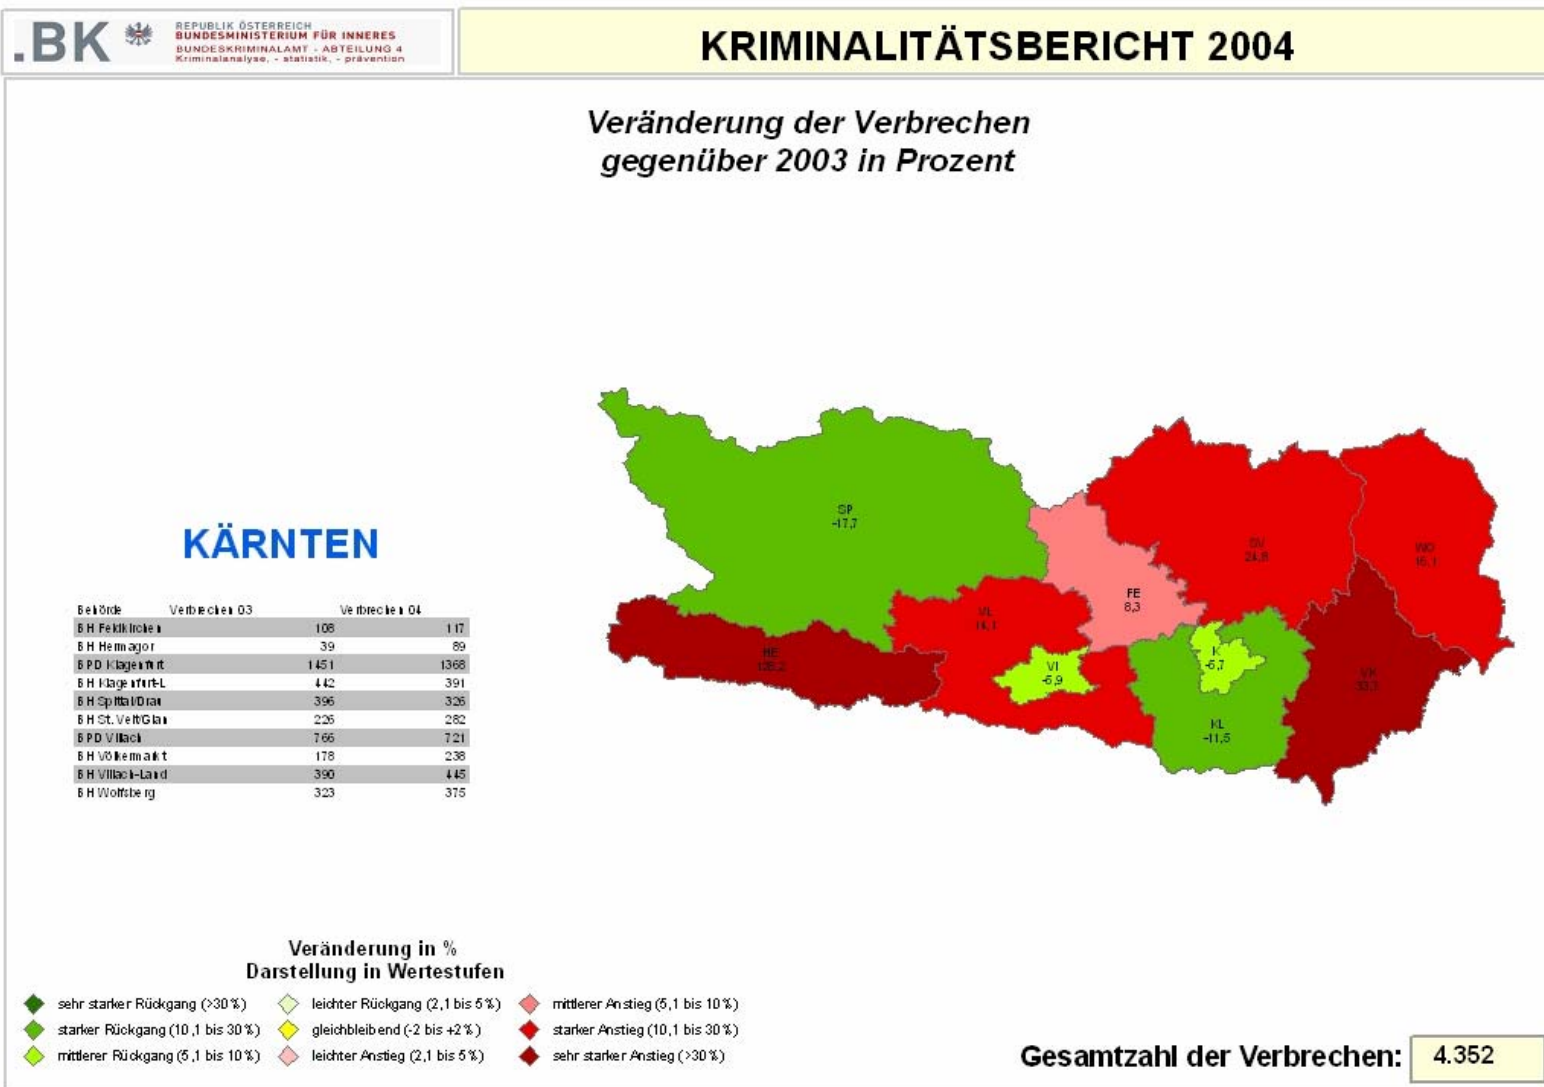 .BK
REPUBLIK ÖSTERREICH
BUNDESMINISTERIUM FÜR INNERES
BUNDESKRIMINALAMT - ABTEILUNG 4
Kriminalanalyse, - statistik, - prävention
KRIMINALITÄTSBERICHT 2004
Veränderung der Verbrechen
gegenüber 2003 in Prozent
KÄRNTEN
Behörde Verbrechen 03 Verbrechen 04
BH Feldkirchen 108 117
BH Hermagor 39 89
BPD Klagenfurt 1451 1368
BH Klagenfurt-L 442 391
BH Spittal/Drau 396 326
BH St. Veit/Glan 226 282
BPD Villach 766 721
BH Völkermarkt 178 238
BH Villach-Land 390 445
BH Wolfsberg 323 375
SP
-17,7
SV
24,8
WO
16,1
FE
8,3
VL
14,1
HE
128,2
VI
-5,9
K
-5,7
VK
33,7
KL
-11,5
Veränderung in %
Darstellung in Wertestufen
sehr starker Rückgang (>30%) leichter Rückgang (2,1 bis 5%) mittlerer Anstieg (5,1 bis 10%)
starker Rückgang (10,1 bis 30%) gleichbleibend (-2 bis +2%) starker Anstieg (10,1 bis 30%)
mittlerer Rückgang (5,1 bis 10%) leichter Anstieg (2,1 bis 5%) sehr starker Anstieg (>30%)
Gesamtzahl der Verbrechen: 4.352